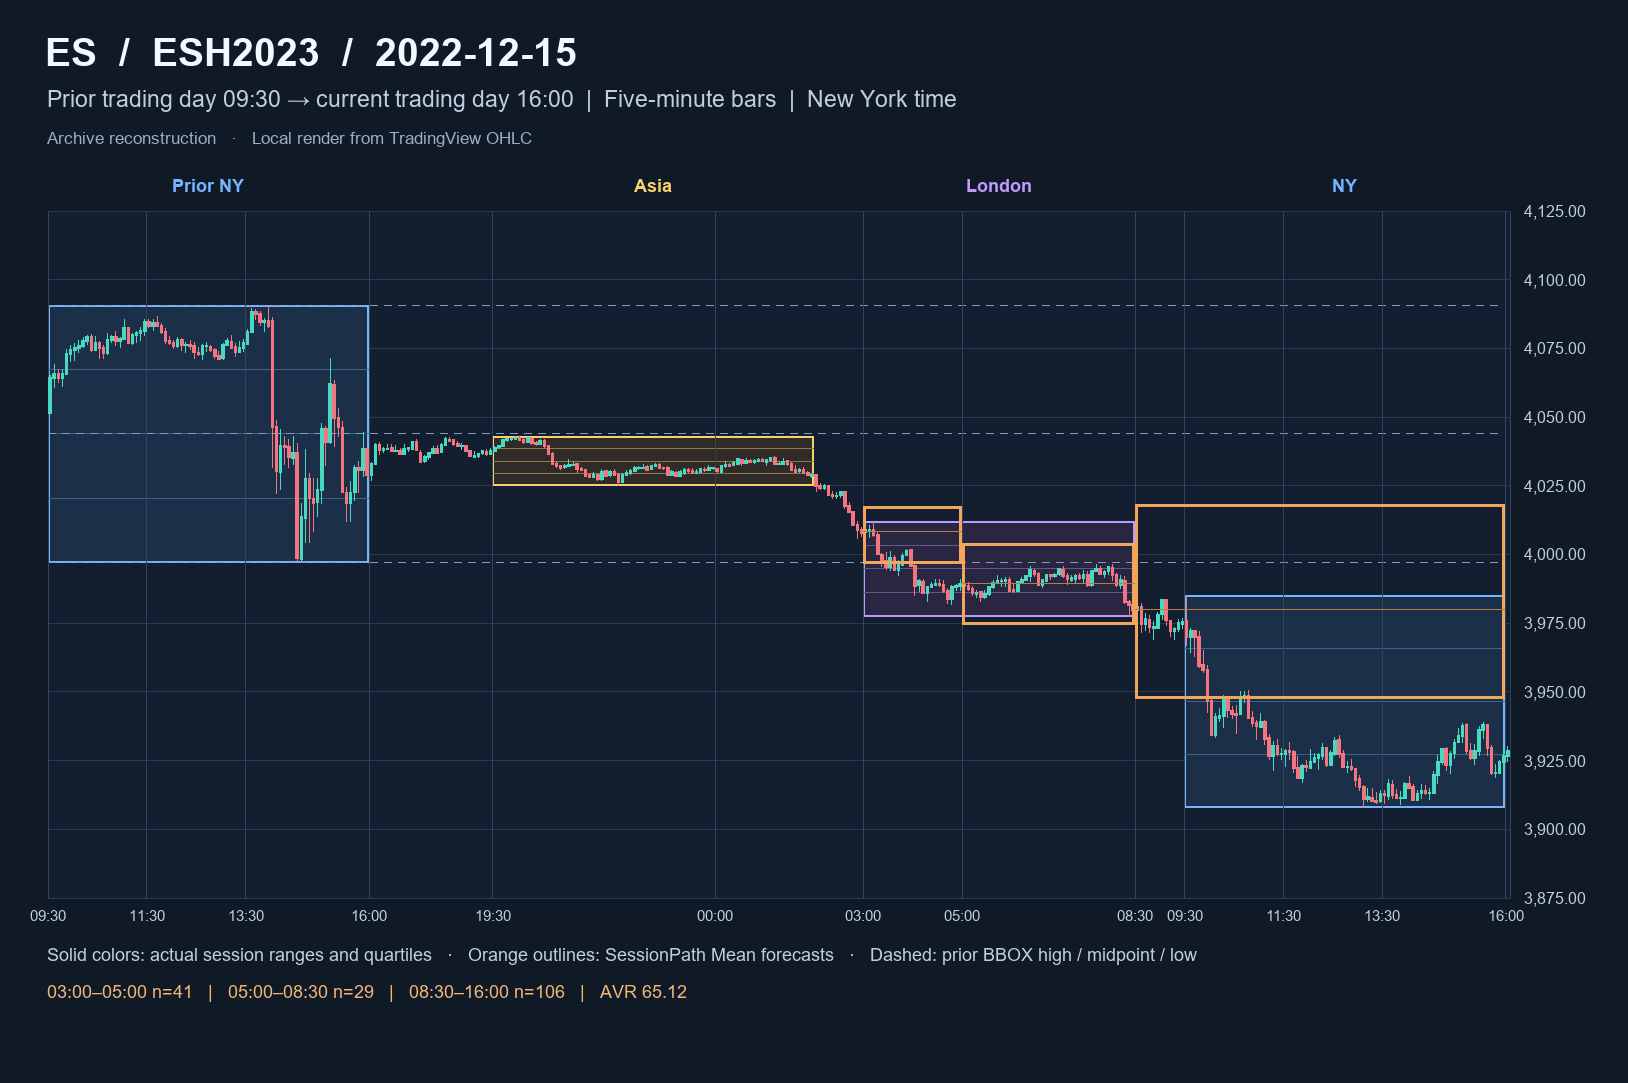 ES / ESH2023 / 2022-12-15
Prior trading day 09:30 → current trading day 16:00 | Five-minute bars | New York time
Archive reconstruction · Local render from TradingView OHLC
Prior NY Asia London NY
4,125.00
4,100.00
4,075.00
4,050.00
4,025.00
4,000.00
3,975.00
3,950.00
3,925.00
3,900.00
3,875.00
09:30 11:30 13:30 16:00 19:30 00:00 03:00 05:00 08:30 09:30 11:30 13:30 16:00
Solid colors: actual session ranges and quartiles · Orange outlines: SessionPath Mean forecasts · Dashed: prior BBOX high / midpoint / low
03:00–05:00 n=41 | 05:00–08:30 n=29 | 08:30–16:00 n=106 | AVR 65.12